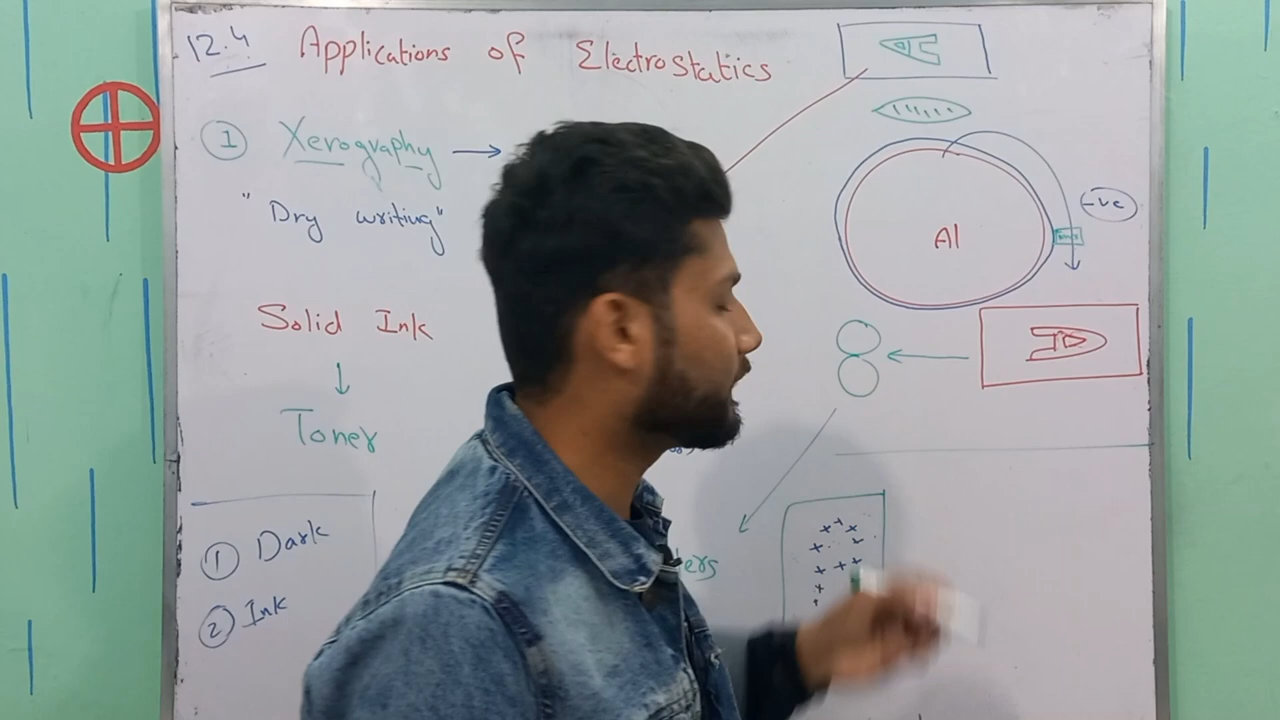 12.4 Applications of Electrostatics
① Xerography →
"Dry writing"
Solid Ink
↓
Toner
① Dark
② Ink
Al
-ve